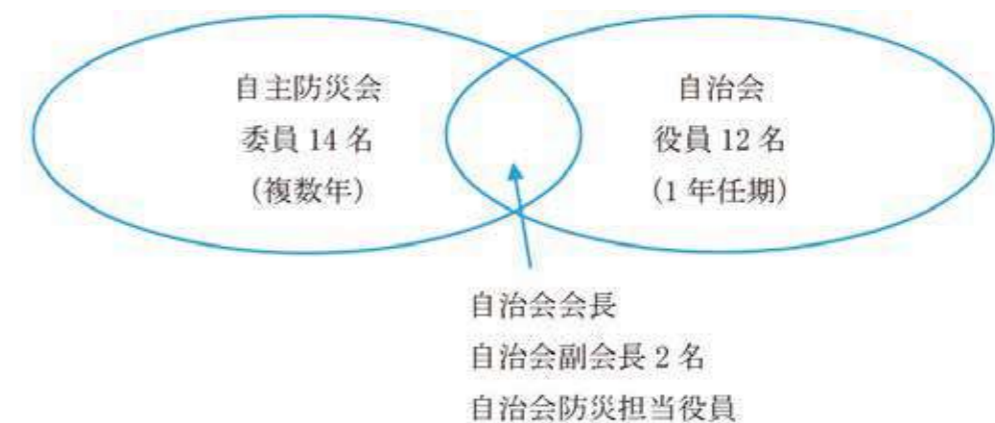 自主防災会
委員 14 名
(複数年)
自治会
役員 12 名
(1 年任期)
自治会会長
自治会副会長 2 名
自治会防災担当役員